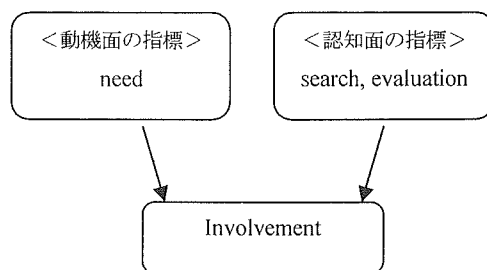 ＜動機面の指標＞
need
＜認知面の指標＞
search, evaluation
Involvement